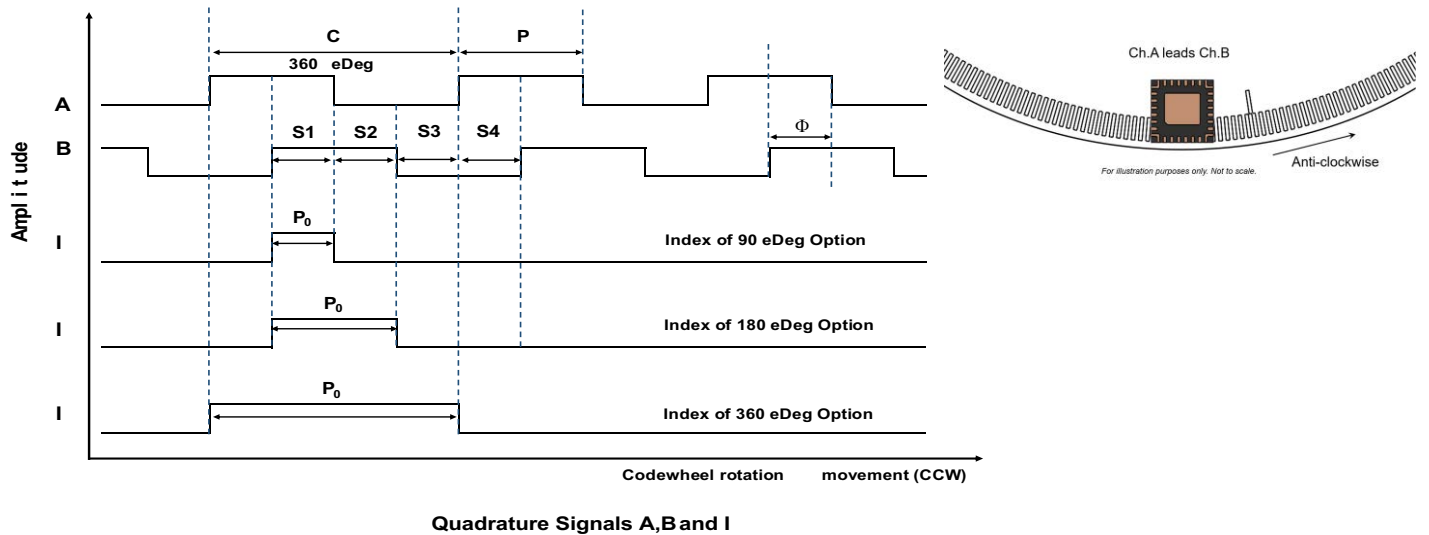 C
P
360 eDeg
A
B
S1
S2
S3
S4
Φ
Amplitude
P0
I
Index of 90 eDeg Option
P0
I
Index of 180 eDeg Option
P0
I
Index of 360 eDeg Option
Codewheel rotation movement (CCW)
Quadrature Signals A,B and I
Ch.A leads Ch.B
Anti-clockwise
For illustration purposes only. Not to scale.